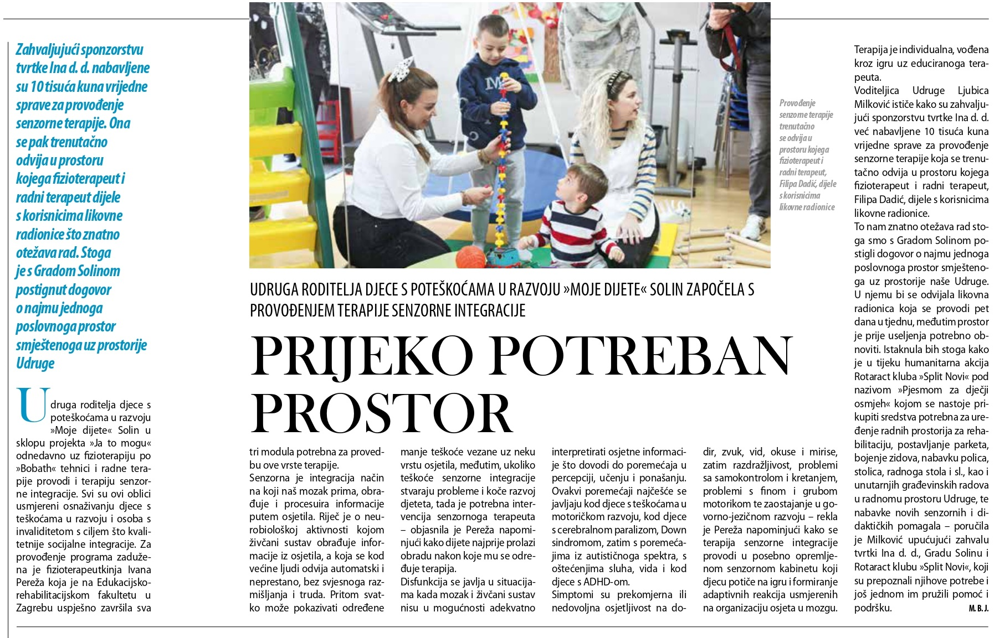 Zahvaljujući sponzorstvu
tvrtke Ina d. d. nabavljene
su 10 tisuća kuna vrijedne
sprave za provođenje
senzorne terapije. Ona
se pak trenutačno
odvija u prostoru
kojega fizioterapeut i
radni terapeut dijele
s korisnicima likovne
radionice što znatno
otežava rad. Stoga
je s Gradom Solinom
postignut dogovor
o najmu jednoga
poslovnoga prostor
smještenoga uz prostorije
Udruge
Provođenje
senzorne terapije
trenutačno
se odvija u
prostoru kojega
fizioterapeut i
radni terapeut,
Filipa Dadić, dijele
s korisnicima
likovne radionice
UDRUGA RODITELJA DJECE S POTEŠKOĆAMA U RAZVOJU »MOJE DIJETE« SOLIN ZAPOČELA S
PROVOĐENJEM TERAPIJE SENZORNE INTEGRACIJE
PRIJEKO POTREBAN
PROSTOR
Udruga roditelja djece s
poteškoćama u razvoju
»Moje dijete« Solin u
sklopu projekta »Ja to mogu«
odnedavno uz fizioterapiju po
»Bobath« tehnici i radne tera-
pije provodi i terapiju senzor-
ne integracije. Svi su ovi oblici
usmjereni osnaživanju djece s
teškoćama u razvoju i osoba s
invaliditetom s ciljem što kvali-
tetnije socijalne integracije. Za
provođenje programa zaduže-
na je fizioterapeutkinja Ivana
Pereža koja je na Edukacijsko-
rehabilitacijskom fakultetu u
Zagrebu uspješno završila sva
tri modula potrebna za proved-
bu ove vrste terapije.
Senzorna je integracija način
na koji naš mozak prima, obra-
đuje i procesuira informacije
putem osjetila. Riječ je o neu-
robiološkoj aktivnosti kojom
živčani sustav obrađuje infor-
macije iz osjetila, a koja se kod
većine ljudi odvija automatski i
neprestano, bez svjesnoga raz-
mišljanja i truda. Pritom svat-
ko može pokazivati određene
manje teškoće vezane uz neku
vrstu osjetila, međutim, ukoliko
teškoće senzorne integracije
stvaraju probleme i koče razvoj
djeteta, tada je potrebna inter-
vencija senzornoga terapeuta
– objasnila je Pereža napomi-
njući kako dijete najprije prolazi
obradu nakon koje mu se odre-
đuje terapija.
Disfunkcija se javlja u situacija-
ma kada mozak i živčani sustav
nisu u mogućnosti adekvatno
interpretirati osjetne informaci-
je što dovodi do poremećaja u
percepciji, učenju i ponašanju.
Ovakvi poremećaji najčešće se
javljaju kod djece s teškoćama u
motoričkom razvoju, kod djece
s cerebralnom paralizom, Down
sindromom, zatim s poremeća-
jima iz autističnoga spektra, s
oštećenjima sluha, vida i kod
djece s ADHD-om.
Simptomi su prekomjerna ili
nedovoljna osjetljivost na do-
dir, zvuk, vid, okuse i mirise,
zatim razdražljivost, problemi
sa samokontrolom i kretanjem,
problemi s finom i grubom
motorikom te zaostajanje u go-
vorno-jezičnom razvoju – rekla
je Pereža napominjući kako se
terapija senzorne integracije
provodi u posebno opremlje-
nom senzornom kabinetu koji
djecu potiče na igru i formiranje
adaptivnih reakcija usmjerenih
na organizaciju osjeta u mozgu.
Terapija je individualna, vođena
kroz igru uz educiranoga tera-
peuta.
Voditeljica Udruge Ljubica
Milković ističe kako su zahvalju-
jući sponzorstvu tvrtke Ina d. d.
već nabavljene 10 tisuća kuna
vrijedne sprave za provođenje
senzorne terapije koja se trenu-
tačno odvija u prostoru kojega
fizioterapeut i radni terapeut,
Filipa Dadić, dijele s korisnicima
likovne radionice.
To nam znatno otežava rad sto-
ga smo s Gradom Solinom po-
stigli dogovor o najmu jednoga
poslovnoga prostor smješteno-
ga uz prostorije naše Udruge.
U njemu bi se odvijala likovna
radionica koja se provodi pet
dana u tjednu, međutim prostor
je prije useljenja potrebno ob-
noviti. Istaknula bih stoga kako
je u tijeku humanitarna akcija
Rotaract kluba »Split Novi« pod
nazivom »Pjesmom za dječji
osmjeh« kojom se nastoje pri-
kupiti sredstva potrebna za ure-
đenje radnih prostorija za reha-
bilitaciju, postavljanje parketa,
bojenje zidova, nabavku polica,
stolica, radnoga stola i sl., kao i
unutarnjih građevinskih radova
u radnomu prostoru Udruge, te
nabavke novih senzornih i di-
daktičkih pomagala – poručila
je Milković upućujući zahvalu
tvrtki Ina d. d., Gradu Solinu i
Rotaract klubu »Split Novi«, koji
su prepoznali njihove potrebe i
još jednom im pružili pomoć i
podršku. M. B. J.